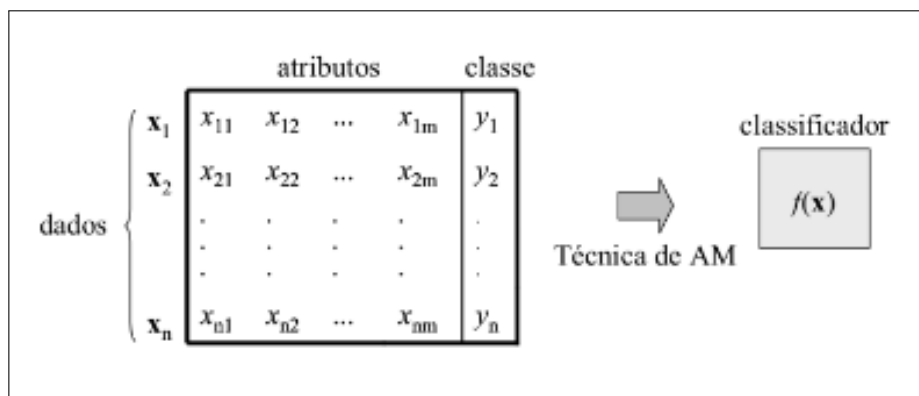 atributos classe
x₁ x₁₁ x₁₂ ... x₁ₘ y₁
classificador
x₂ x₂₁ x₂₂ ... x₂ₘ y₂
dados . . . . .
f(x)
. . . . .
Técnica de AM
. . . . .
xₙ xₙ₁ xₙ₂ ... xₙₘ yₙ